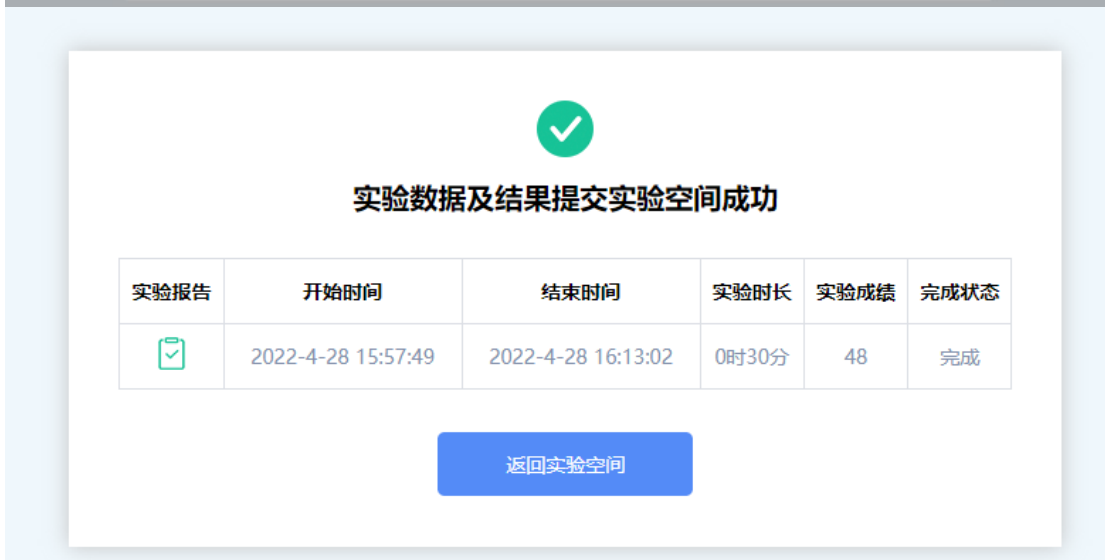 实验数据及结果提交实验空间成功
实验报告 开始时间 结束时间 实验时长 实验成绩 完成状态
2022-4-28 15:57:49 2022-4-28 16:13:02 0时30分 48 完成
返回实验空间